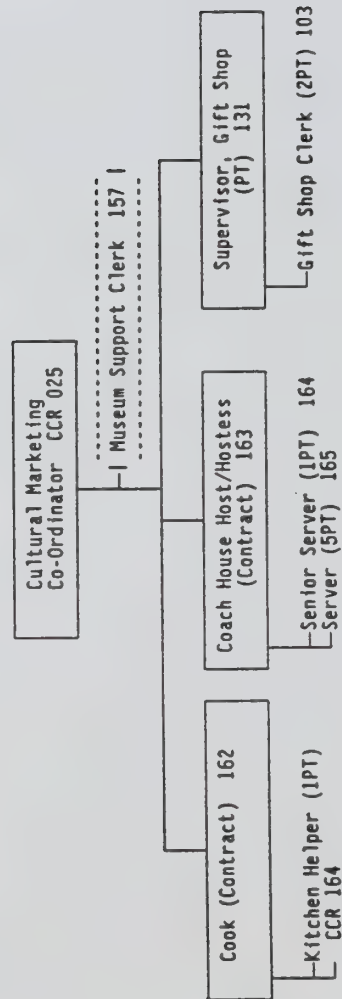 Cultural Marketing
Co-Ordinator CCR 025
Museum Support Clerk 157
Cook (Contract) 162
Kitchen Helper (1PT)
CCR 164
Coach House Host/Hostess
(Contract) 163
Senior Server (1PT) 164
Server (5PT) 165
Supervisor, Gift Shop
(PT) 131
Gift Shop Clerk (2PT) 103